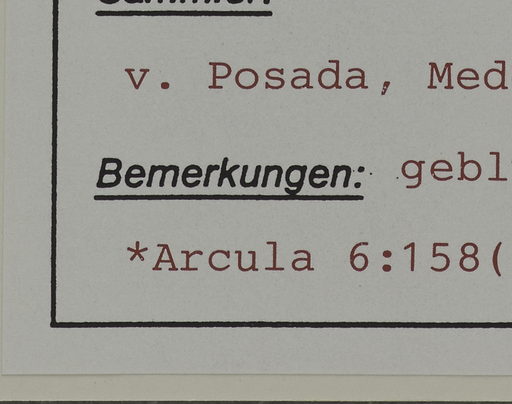 v. Posada, Med
Bemerkungen: gebl
*Arcula 6:158(